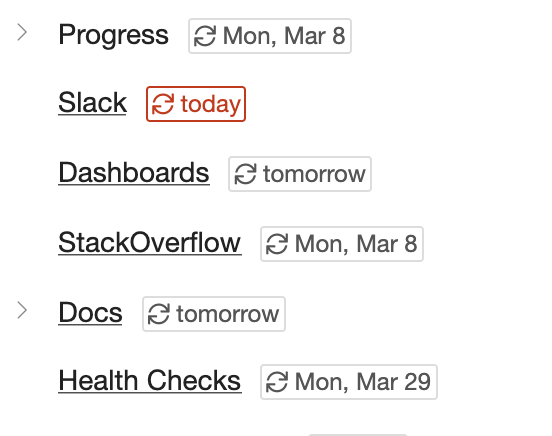 Progress Mon, Mar 8
Slack today
Dashboards tomorrow
StackOverflow Mon, Mar 8
Docs tomorrow
Health Checks Mon, Mar 29